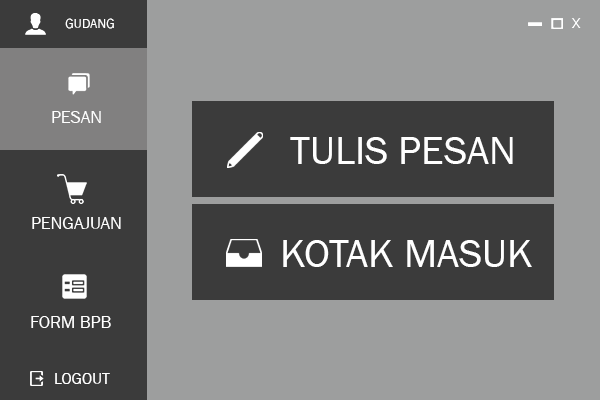 GUDANG
X
PESAN
PENGAJUAN
FORM BPB
LOGOUT
TULIS PESAN
KOTAK MASUK